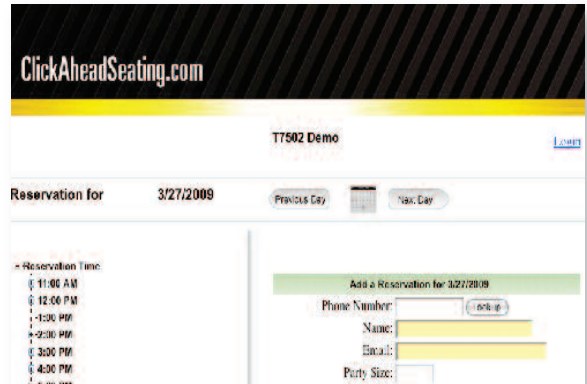 ClickAheadSeating.com
T7502 Demo
Reservation for 3/27/2009
Previous Day Next Day
Reservation Time
11:00 AM
12:00 PM
1:00 PM
2:00 PM
3:00 PM
4:00 PM
Add a Reservation for 3/27/2009
Phone Number: Lookup
Name:
Email:
Party Size: